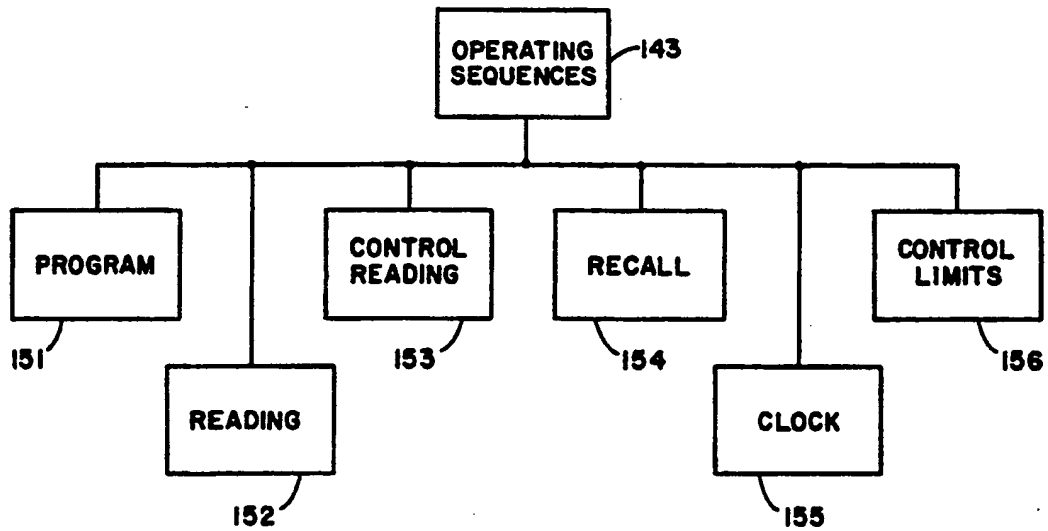 OPERATING
SEQUENCES
143
PROGRAM
151
READING
152
CONTROL
READING
153
RECALL
154
CLOCK
155
CONTROL
LIMITS
156